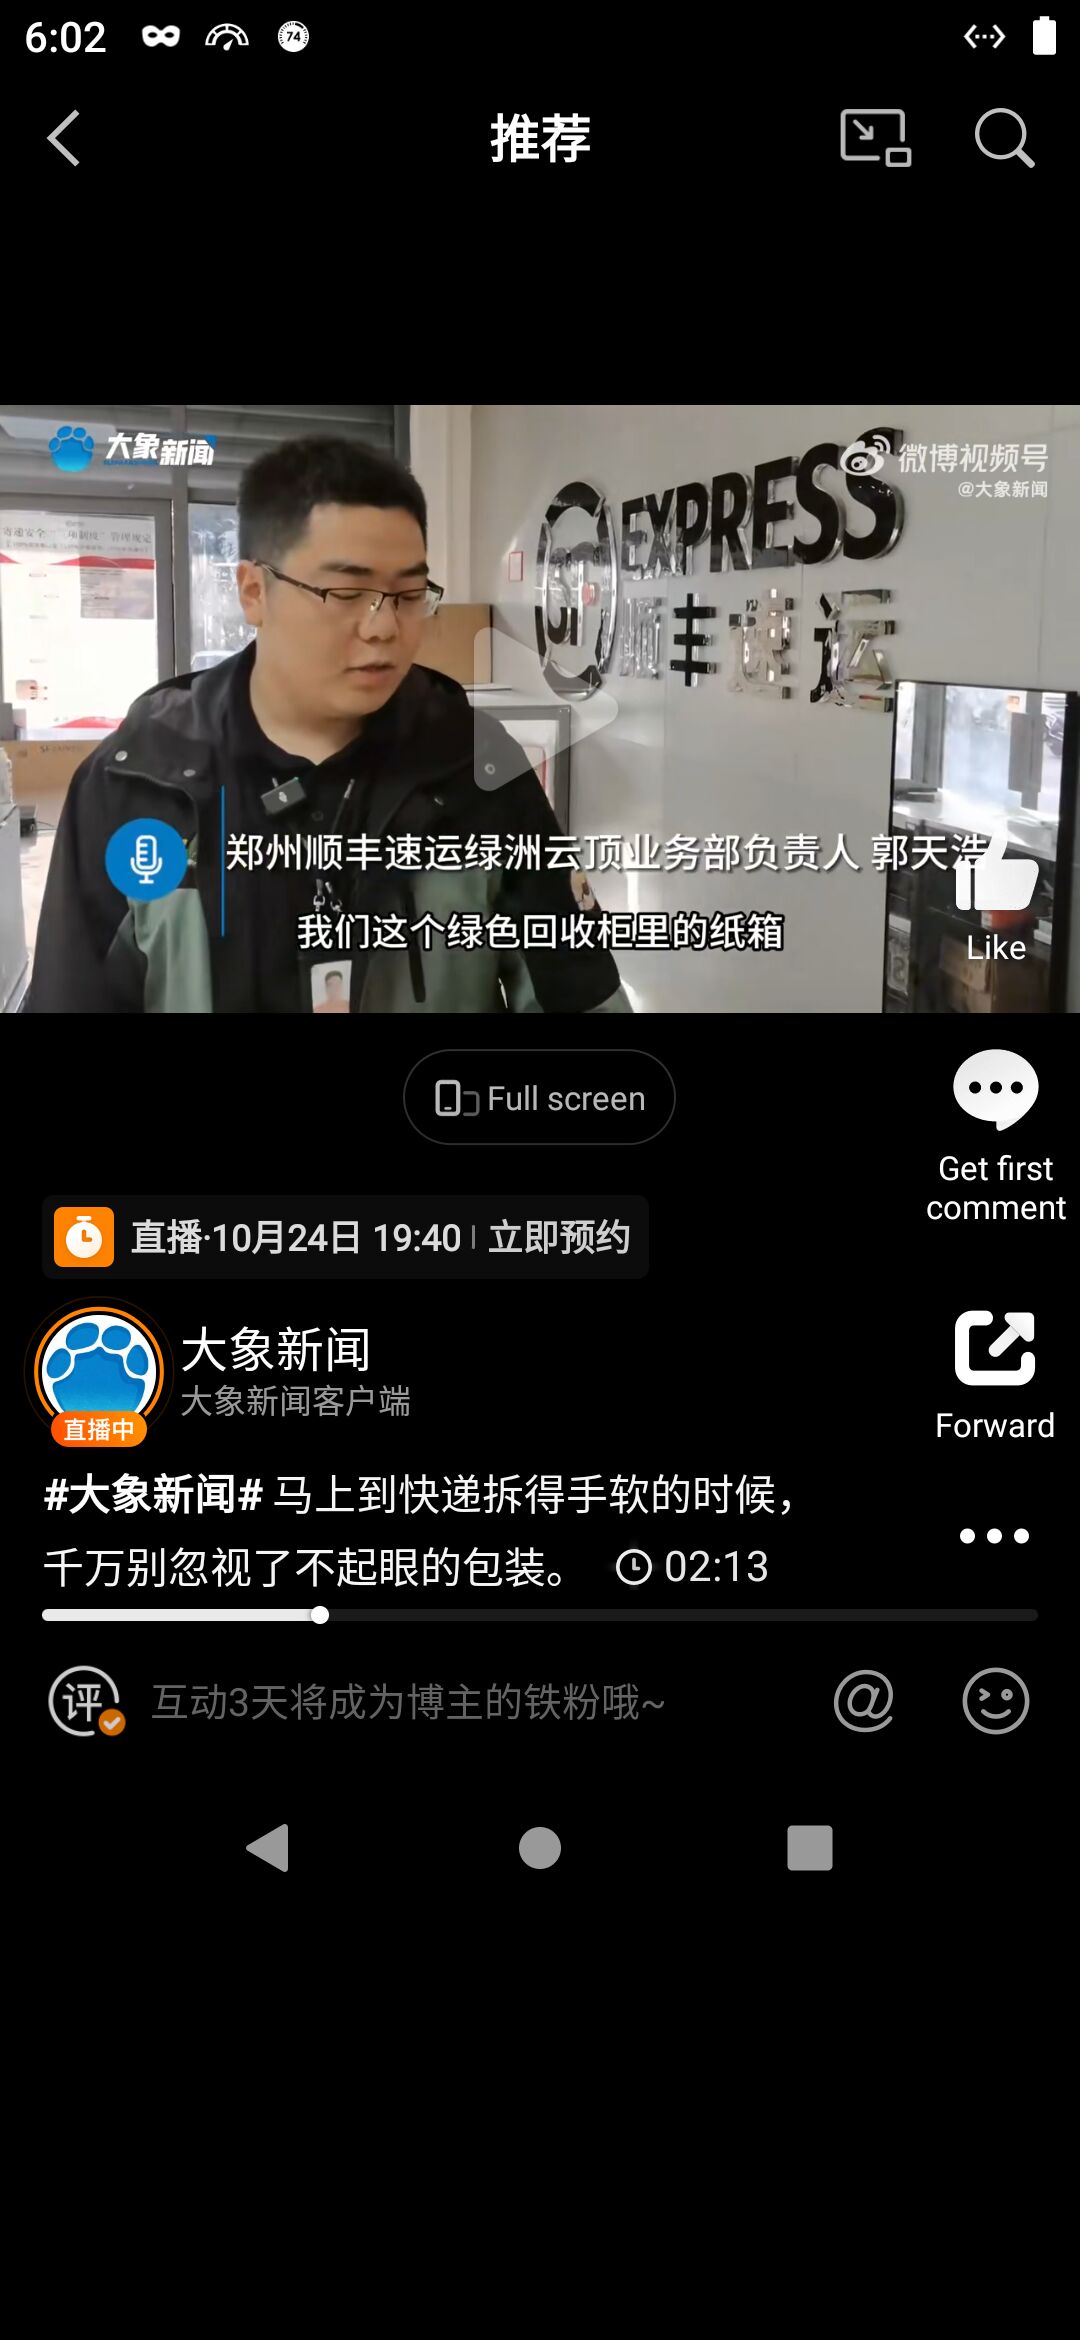 6:02
74
推荐
大象新闻
微博视频号
@大象新闻
EXPRESS
SF
顺丰速运
郑州顺丰速运绿洲云顶业务部负责人 郭天浩
我们这个绿色回收柜里的纸箱
Like
Full screen
Get first
comment
直播·10月24日 19:40 | 立即预约
大象新闻
大象新闻客户端
直播中
Forward
#大象新闻# 马上到快递拆得手软的时候，
千万别忽视了不起眼的包装。 02:13
评
互动3天将成为博主的铁粉哦~